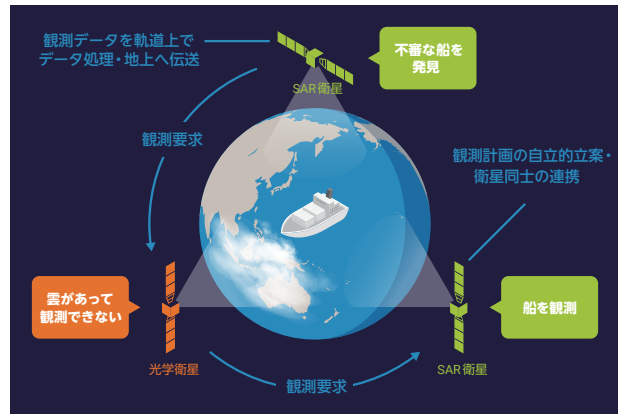 観測データを軌道上で
データ処理・地上へ伝送
不審な船を
発見
SAR衛星
観測要求
観測計画の自立的立案・
衛星同士の連携
雲があって
観測できない
船を観測
光学衛星
SAR衛星
観測要求